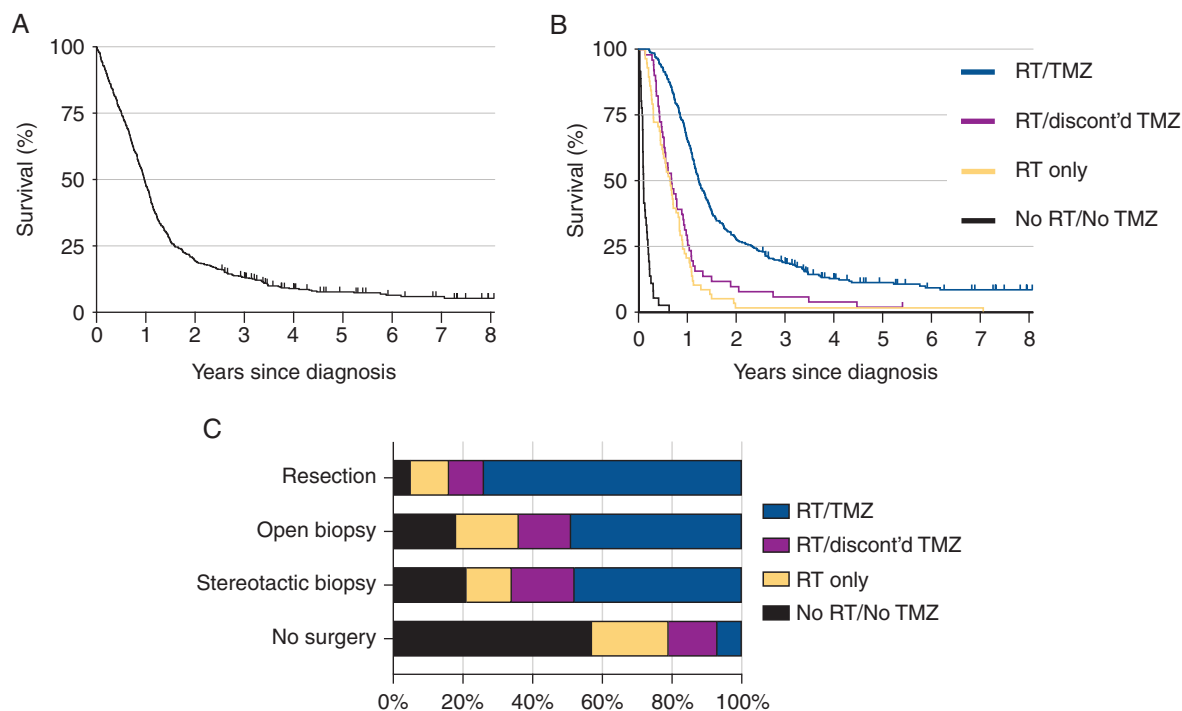 A
100
75
50
25
0
Survival (%)
0 1 2 3 4 5 6 7 8
Years since diagnosis
B
100
75
50
25
0
Survival (%)
0 1 2 3 4 5 6 7 8
Years since diagnosis
RT/TMZ
RT/discont'd TMZ
RT only
No RT/No TMZ
C
Resection
Open biopsy
Stereotactic biopsy
No surgery
0% 20% 40% 60% 80% 100%
RT/TMZ
RT/discont'd TMZ
RT only
No RT/No TMZ